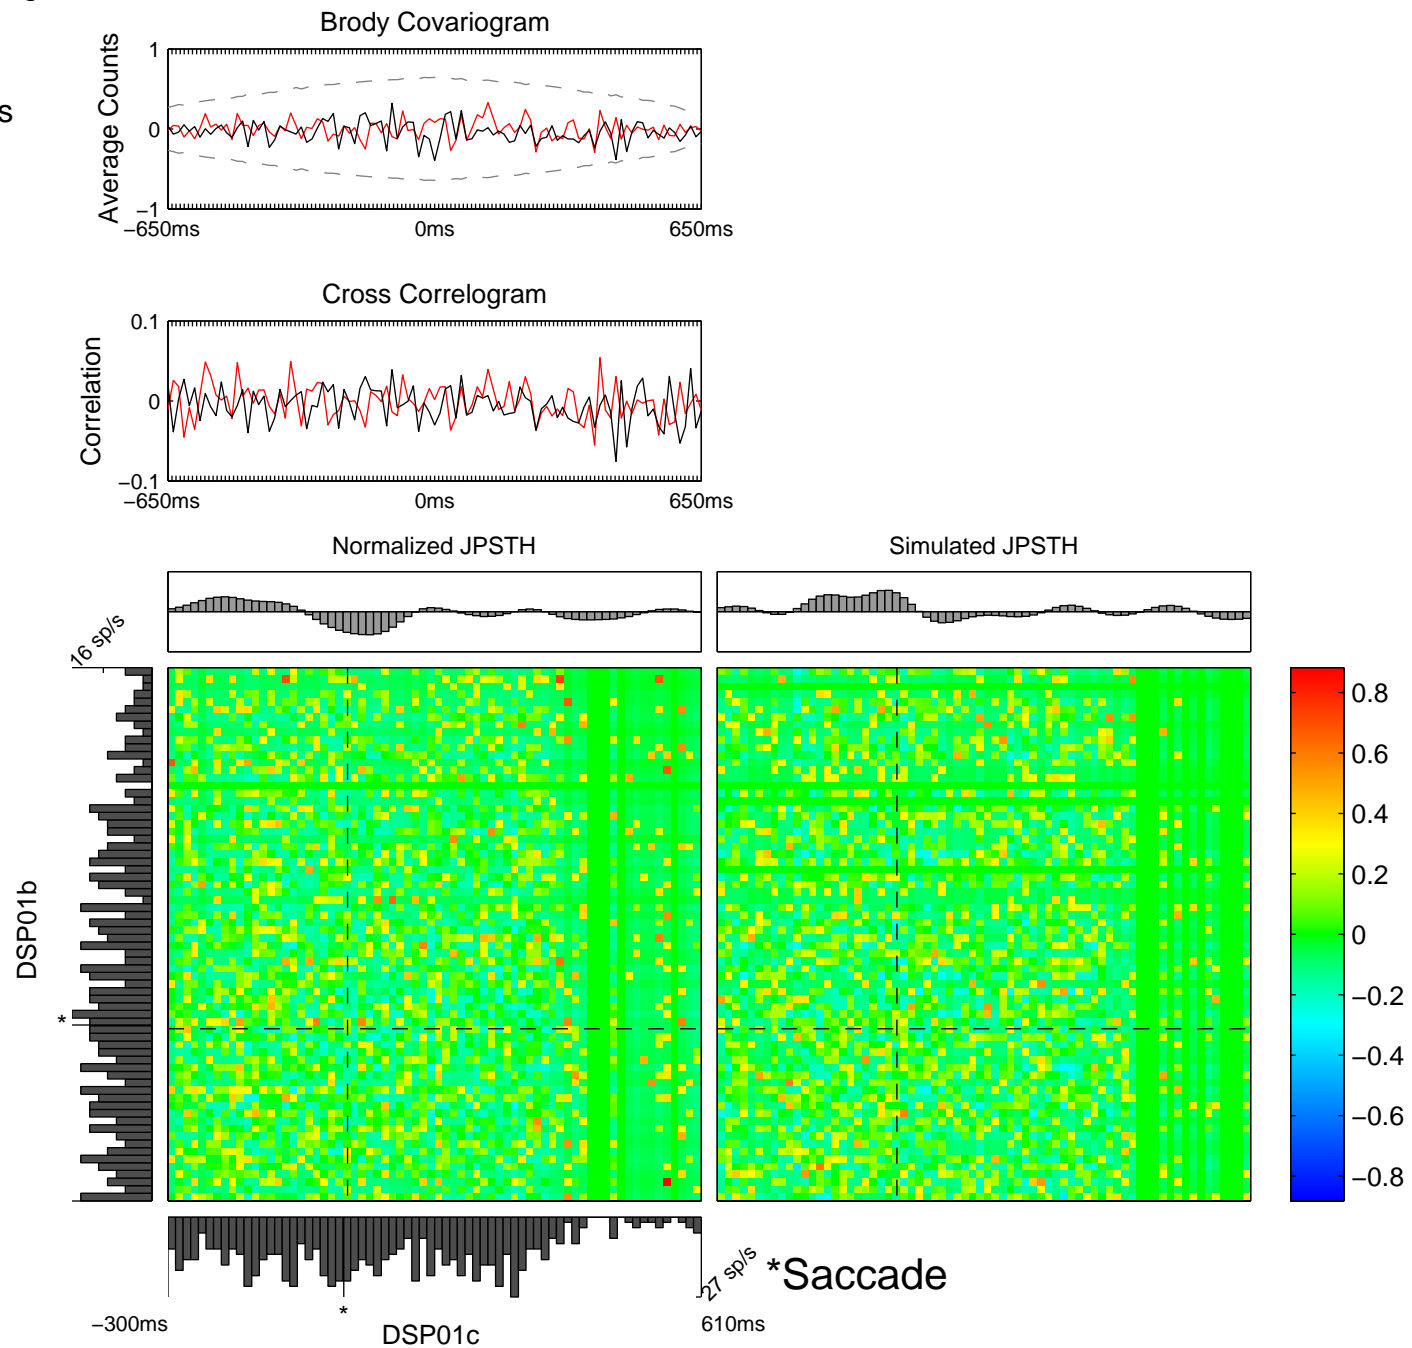 g
Brody Covariogram
s
Average Counts
1
0
−1
−650ms
0ms
650ms
Cross Correlogram
Correlation
0.1
0
−0.1
−650ms
0ms
650ms
Normalized JPSTH
Simulated JPSTH
16 sp/s
DSP01b
*
0.8
0.6
0.4
0.2
0
−0.2
−0.4
−0.6
−0.8
27 sp/s
*Saccade
*
−300ms
DSP01c
610ms